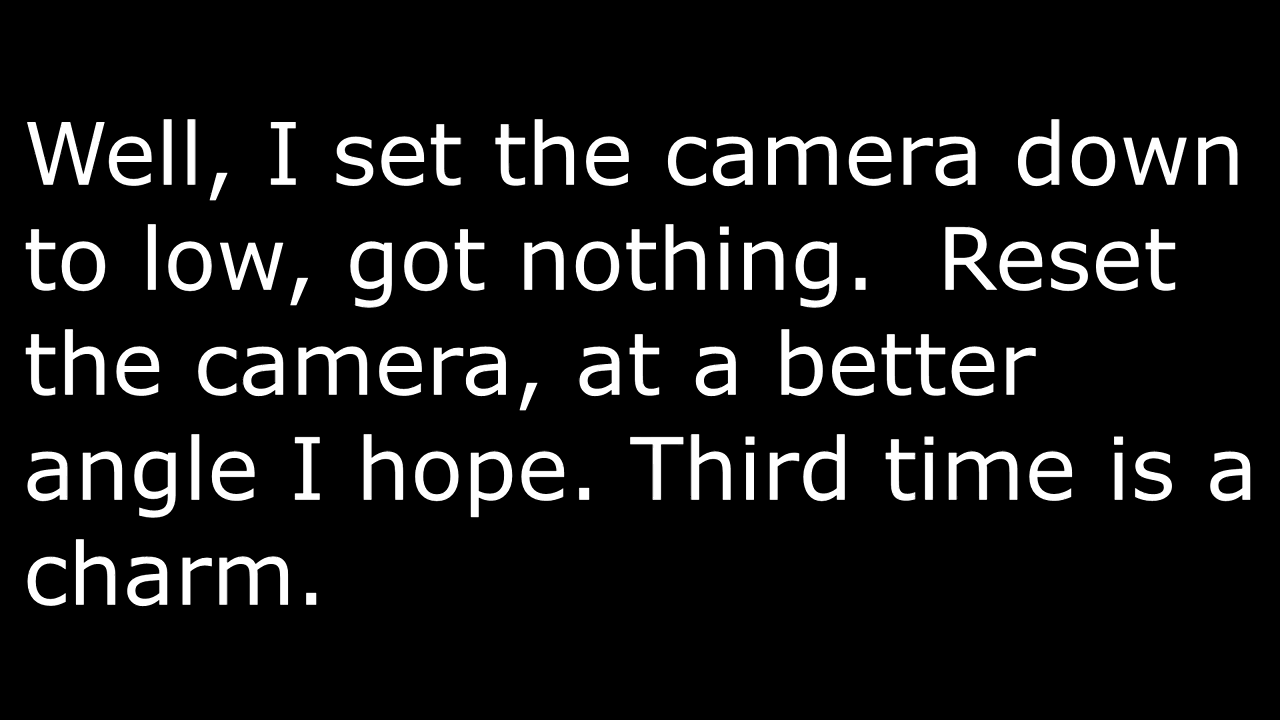 Well, I set the camera down
to low, got nothing.  Reset
the camera, at a better
angle I hope. Third time is a
charm.